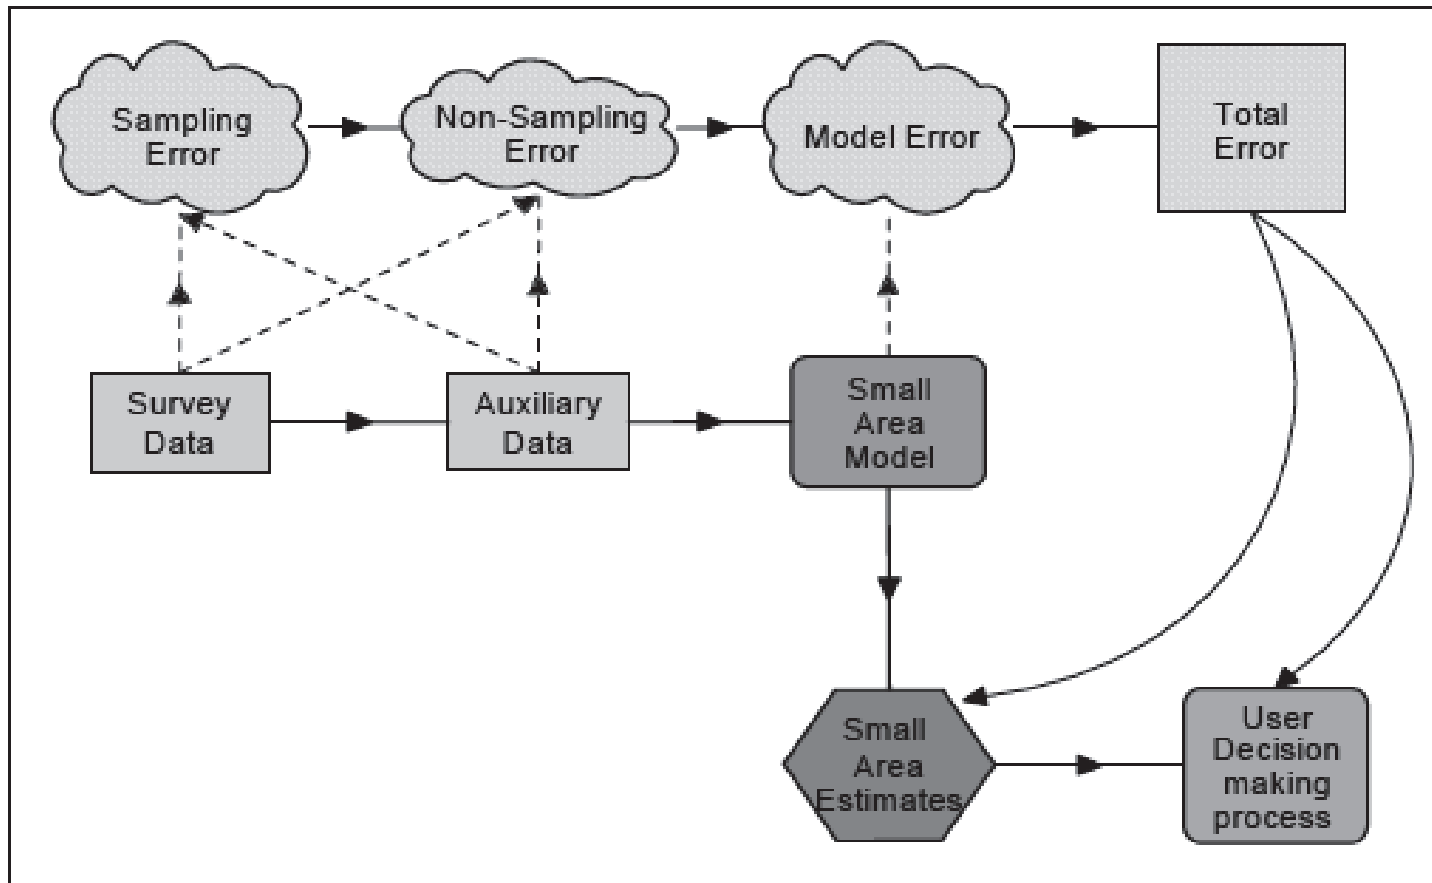 Sampling
Error
Non-Sampling
Error
Model Error
Total
Error
Survey
Data
Auxiliary
Data
Small
Area
Model
Small
Area
Estimates
User
Decision
making
process